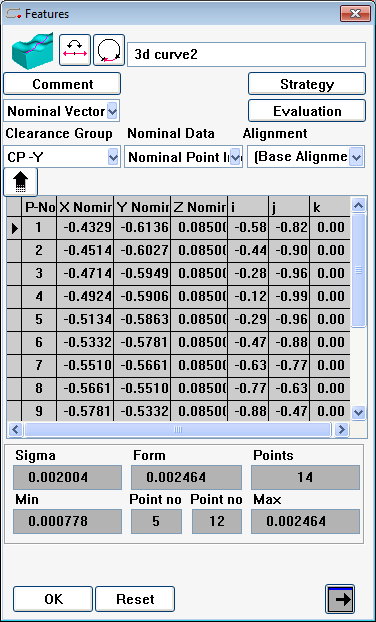 Features
3d curve2
Comment Strategy
Nominal Vector Evaluation
Clearance Group Nominal Data Alignment
CP -Y Nominal Point (Base Alignme
P-No X Nomir Y Nomir Z Nomir i j k
1 -0.4329 -0.6136 0.08500 -0.58 -0.82 0.00
2 -0.4514 -0.6027 0.08500 -0.44 -0.90 0.00
3 -0.4714 -0.5949 0.08500 -0.28 -0.96 0.00
4 -0.4924 -0.5906 0.08500 -0.12 -0.99 0.00
5 -0.5134 -0.5863 0.08500 -0.29 -0.96 0.00
6 -0.5332 -0.5781 0.08500 -0.47 -0.88 0.00
7 -0.5510 -0.5661 0.08500 -0.63 -0.77 0.00
8 -0.5661 -0.5510 0.08500 -0.77 -0.63 0.00
9 -0.5781 -0.5332 0.08500 -0.88 -0.47 0.00
Sigma Form Points
0.002004 0.002464 14
Min Point no Point no Max
0.000778 5 12 0.002464
OK Reset